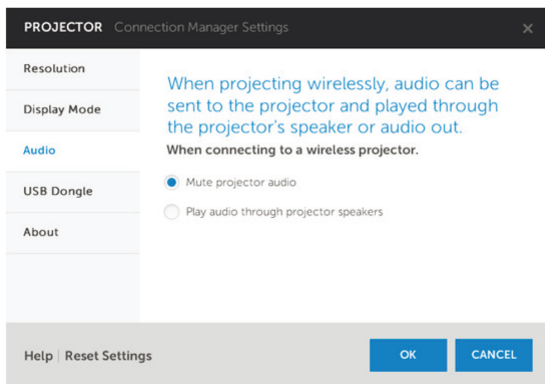 PROJECTOR Connection Manager Settings
Resolution
Display Mode
Audio
USB Dongle
About
When projecting wirelessly, audio can be
sent to the projector and played through
the projector's speaker or audio out.
When connecting to a wireless projector.
Mute projector audio
Play audio through projector speakers
Help | Reset Settings
OK
CANCEL